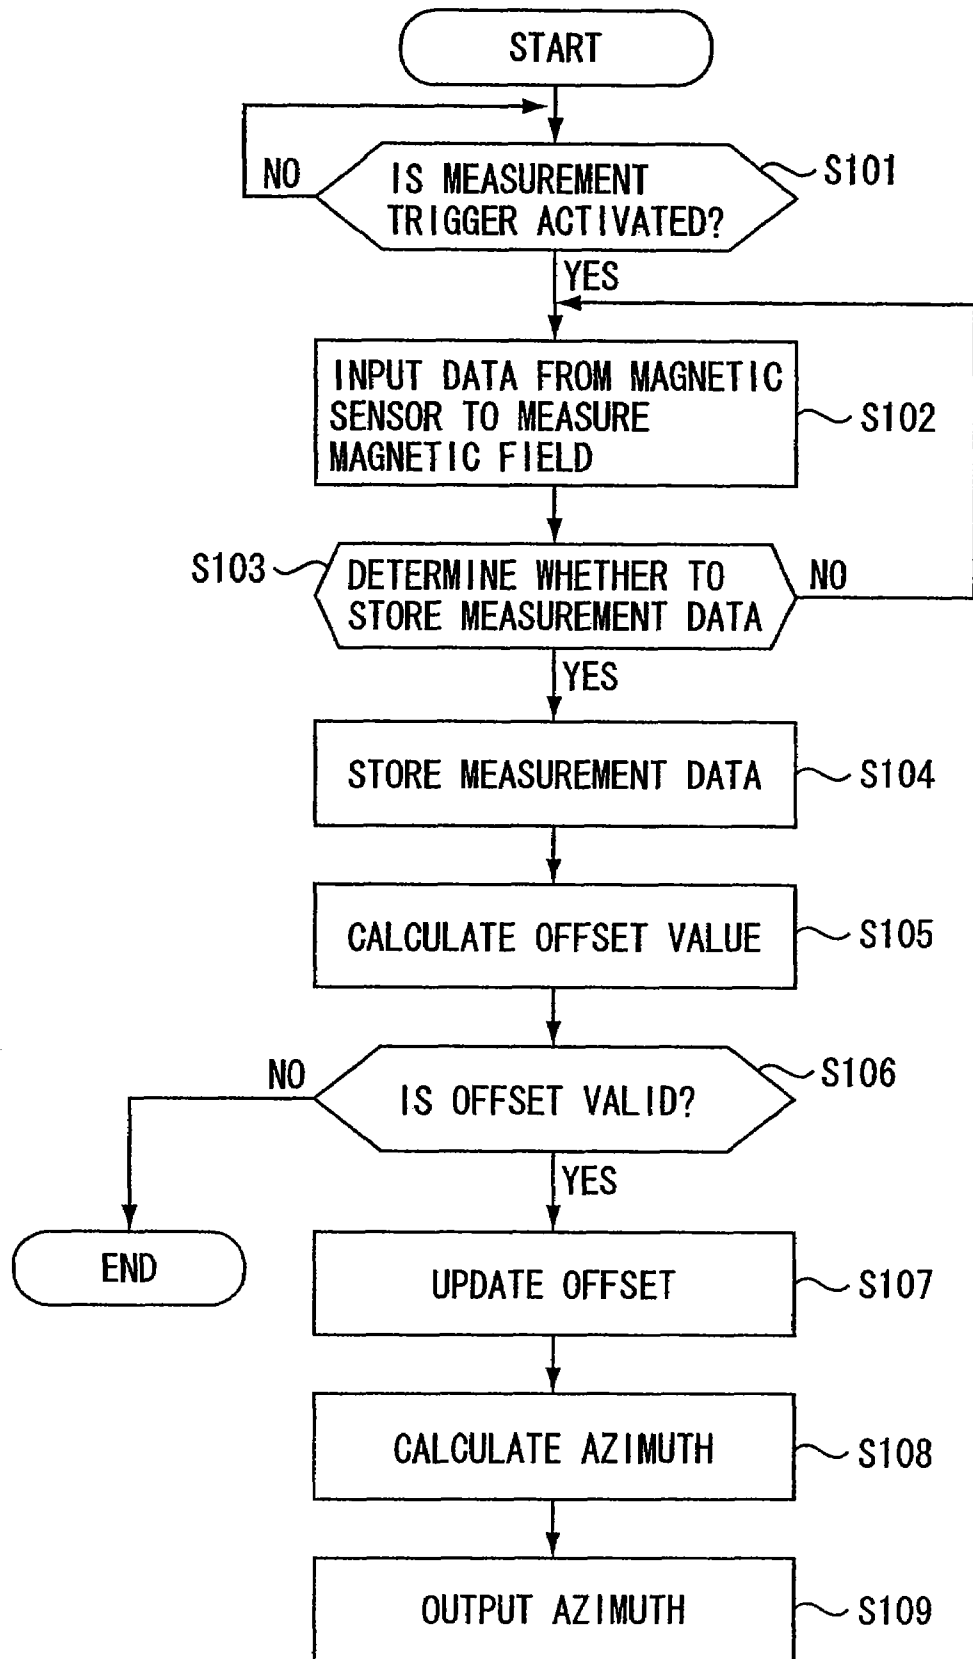 START
NO
IS MEASUREMENT
TRIGGER ACTIVATED?
S101
YES
INPUT DATA FROM MAGNETIC
SENSOR TO MEASURE
MAGNETIC FIELD
S102
S103
DETERMINE WHETHER TO
STORE MEASUREMENT DATA
NO
YES
STORE MEASUREMENT DATA
S104
CALCULATE OFFSET VALUE
S105
NO
IS OFFSET VALID?
S106
YES
END
UPDATE OFFSET
S107
CALCULATE AZIMUTH
S108
OUTPUT AZIMUTH
S109